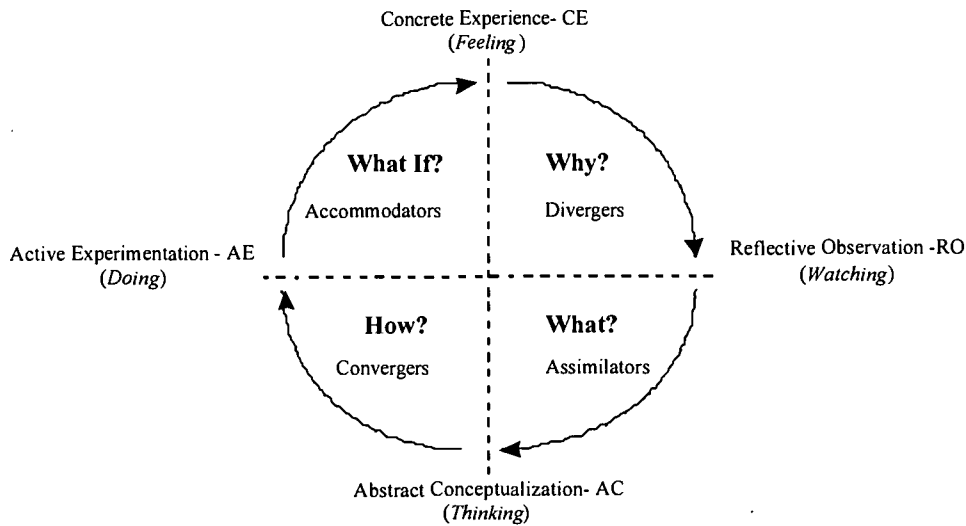 Concrete Experience- CE
(Feeling)
What If?
Why?
Accommodators
Divergers
Active Experimentation - AE
(Doing)
Reflective Observation -RO
(Watching)
How?
What?
Convergers
Assimilators
Abstract Conceptualization- AC
(Thinking)